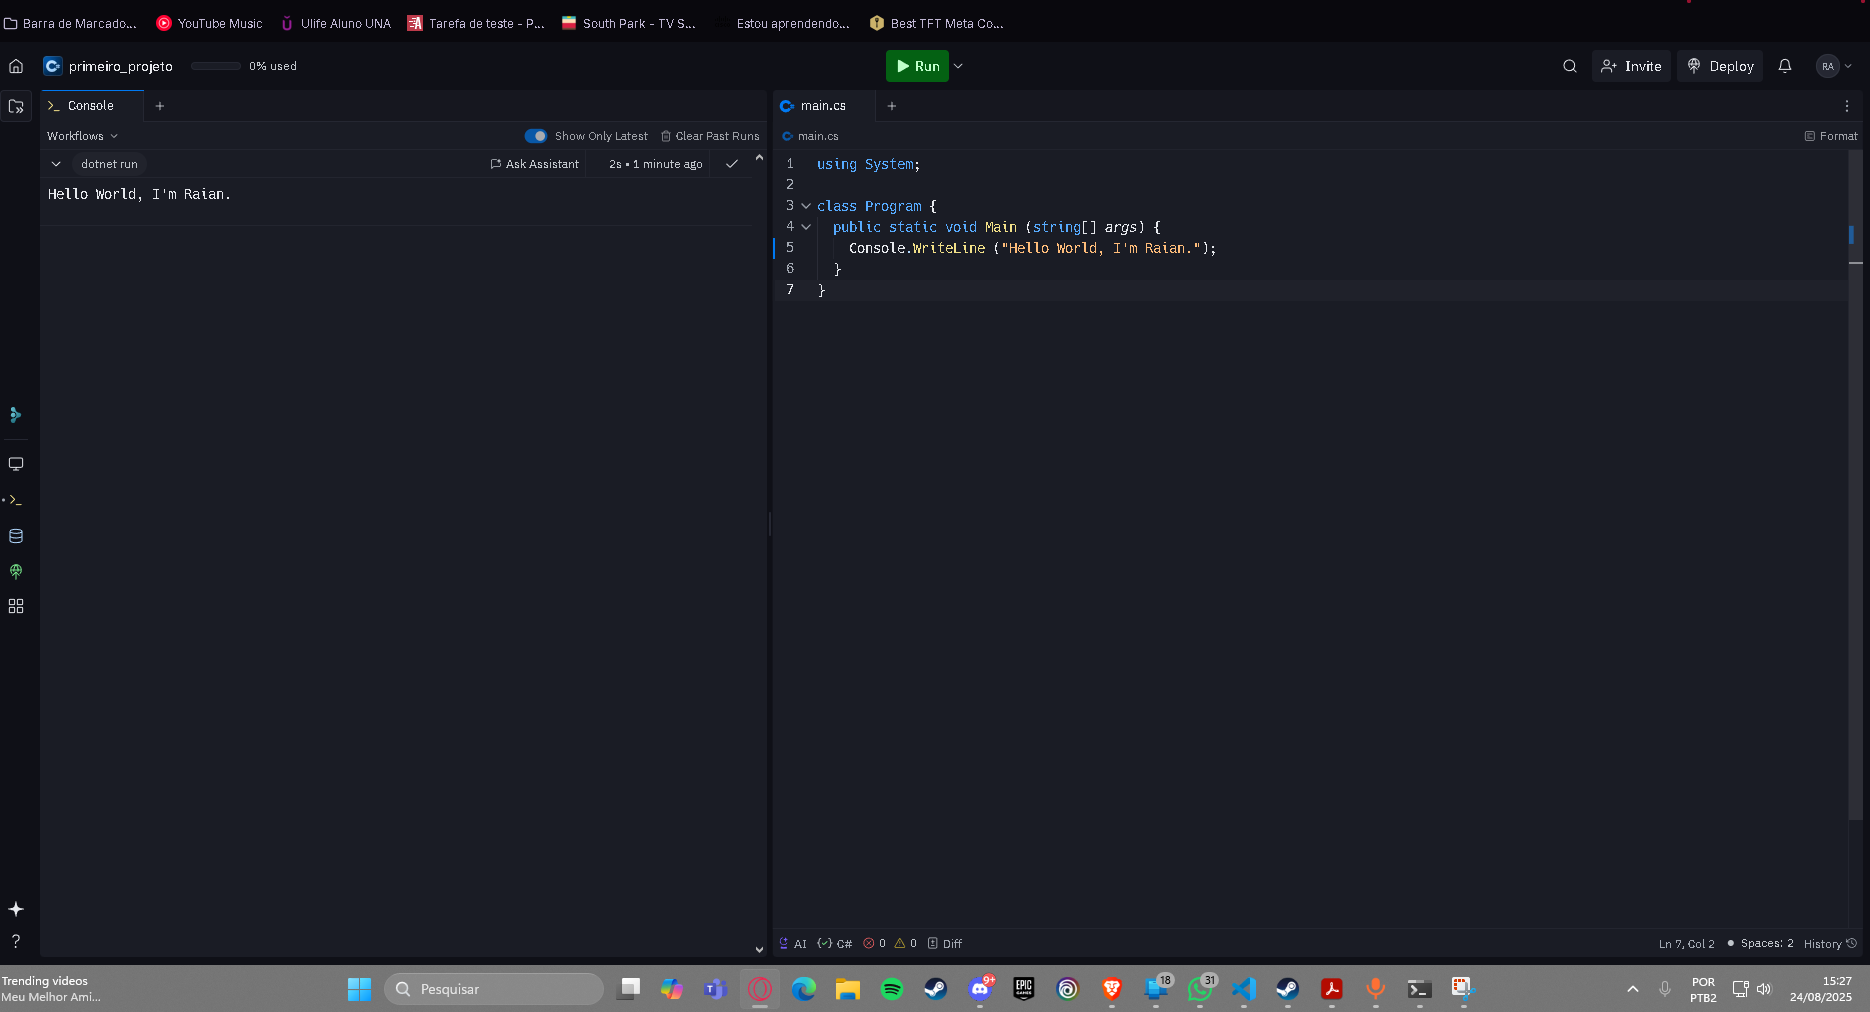 Barra de Marcado... YouTube Music Ulife Aluno UNA Tarefa de teste - P... South Park - TV S... Estou aprendendo... Best TFT Meta Co...
primeiro_projeto 0% used Run Invite Deploy RA
Console
Workflows Show Only Latest Clear Past Runs
dotnet run Ask Assistant 2s • 1 minute ago
Hello World, I'm Raian.
main.cs
main.cs Format
1 using System;
2
3 class Program {
4 public static void Main (string[] args) {
5 Console.WriteLine ("Hello World, I'm Raian.");
6 }
7 }
AI C# 0 0 Diff Ln 7, Col 2 Spaces: 2 History
Trending videos
Meu Melhor Ami...
Pesquisar
9+
EPIC GAMES
18
31
POR
PTB2
15:27
24/08/2025